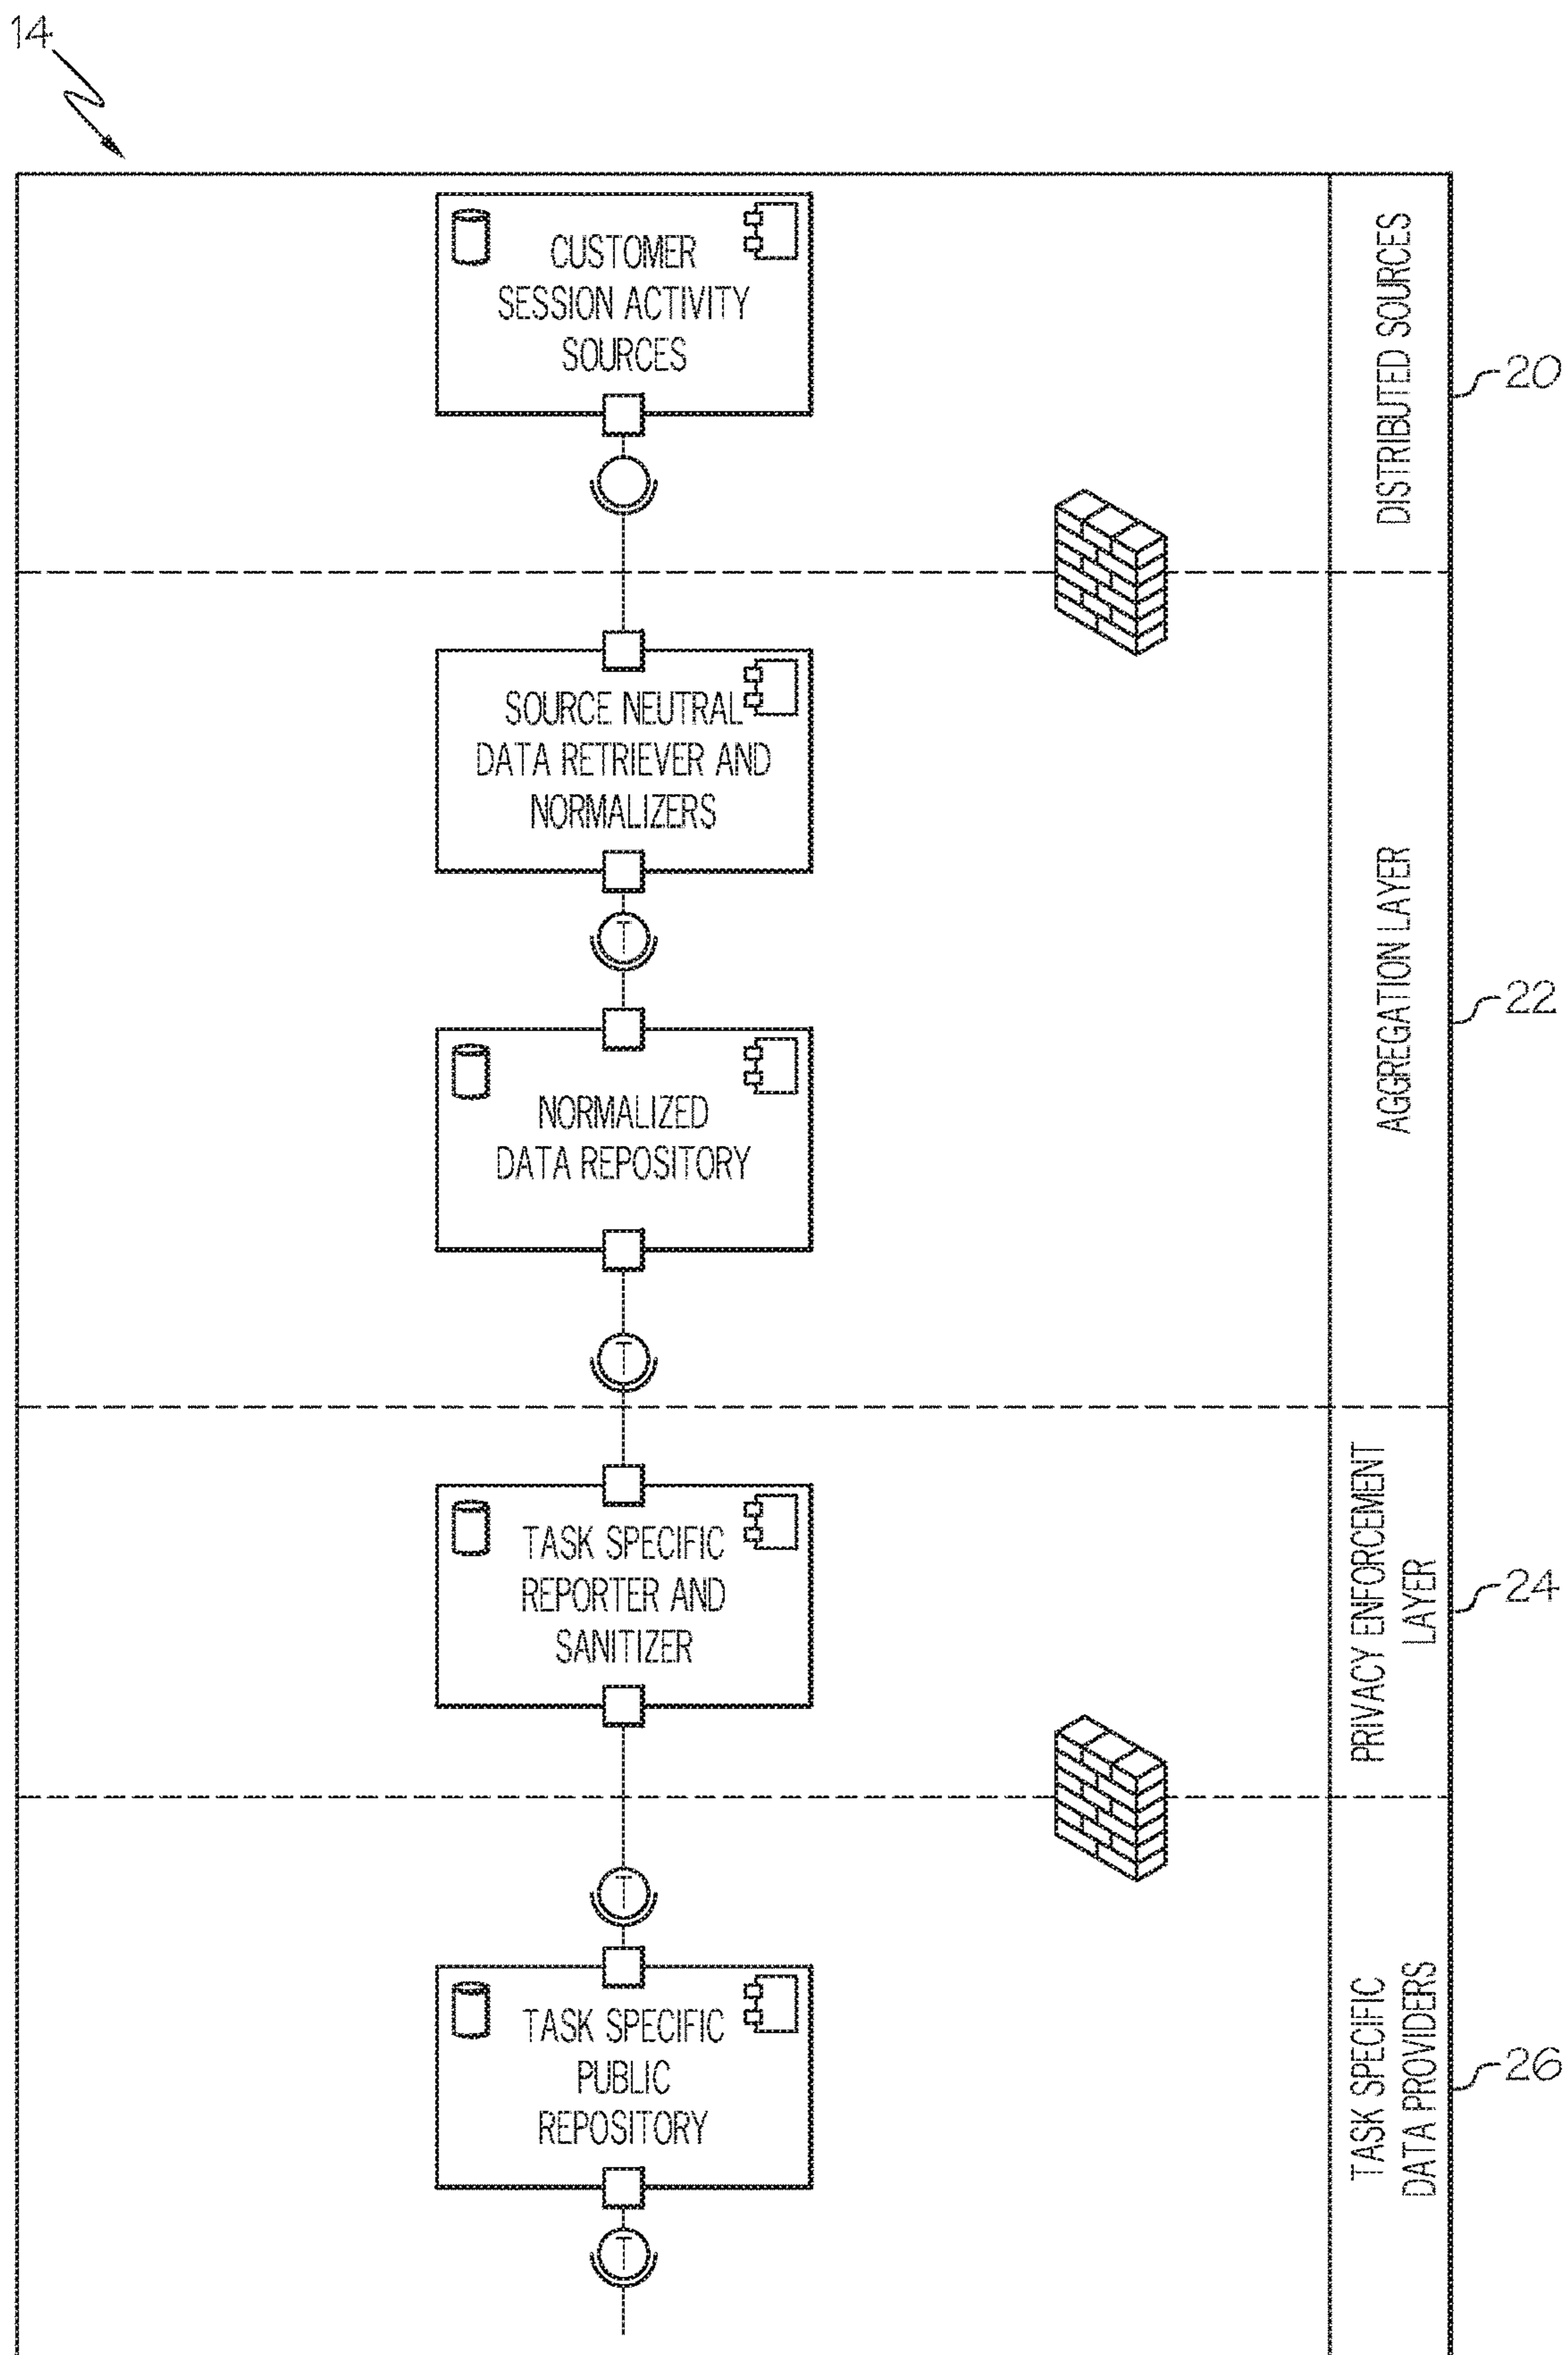 14
CUSTOMER
SESSION ACTIVITY
SOURCES
DISTRIBUTED SOURCES
20
SOURCE NEUTRAL
DATA RETRIEVER AND
NORMALIZERS
T
NORMALIZED
DATA REPOSITORY
T
AGGREGATION LAYER
22
TASK SPECIFIC
REPORTER AND
SANITIZER
PRIVACY ENFORCEMENT
LAYER
24
T
TASK SPECIFIC
PUBLIC
REPOSITORY
T
TASK SPECIFIC
DATA PROVIDERS
26